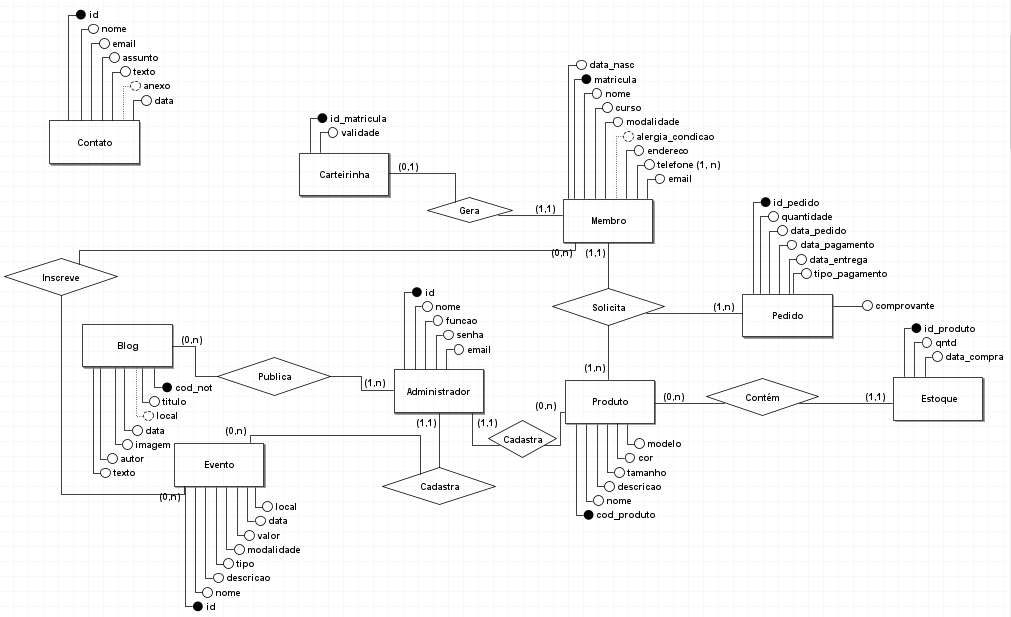 id
nome
email
assunto
texto
anexo
data
Contato
id_matricula
validade
Carteirinha
(0,1)
Gera
(1,1)
data_nasc
matricula
nome
curso
modalidade
alergia_condicao
endereco
telefone (1, n)
email
Membro
(0,n)
(1,1)
Inscreve
Solicita
(1,n)
id_pedido
quantidade
data_pedido
data_pagamento
data_entrega
tipo_pagamento
Pedido
comprovante
Blog
(0,n)
cod_not
titulo
local
data
imagem
autor
texto
Publica
(1,n)
id
nome
funcao
senha
email
Administrador
(1,1)
(1,1)
Cadastra
(0,n)
(1,n)
Produto
(0,n)
Contém
(1,1)
id_produto
qntd
data_compra
Estoque
modelo
cor
tamanho
descricao
nome
cod_produto
(0,n)
Evento
Cadastra
(0,n)
local
data
valor
modalidade
tipo
descricao
nome
id